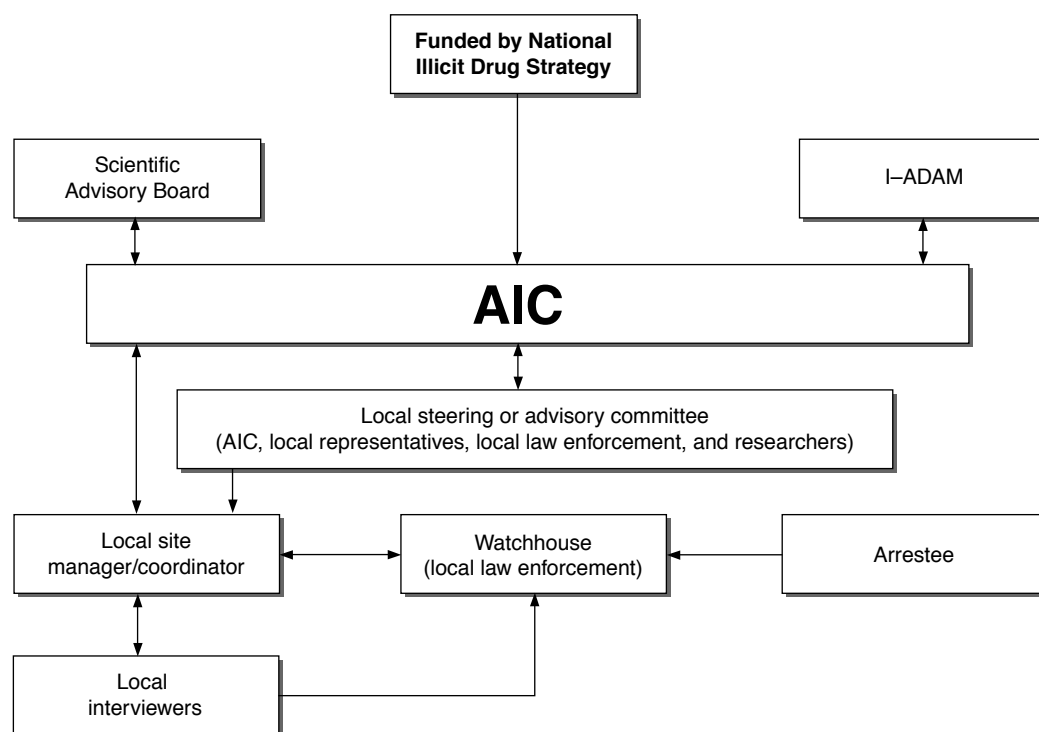 Funded by National
Illicit Drug Strategy
Scientific
Advisory Board
I–ADAM
AIC
Local steering or advisory committee
(AIC, local representatives, local law enforcement, and researchers)
Local site
manager/coordinator
Watchhouse
(local law enforcement)
Arrestee
Local
interviewers